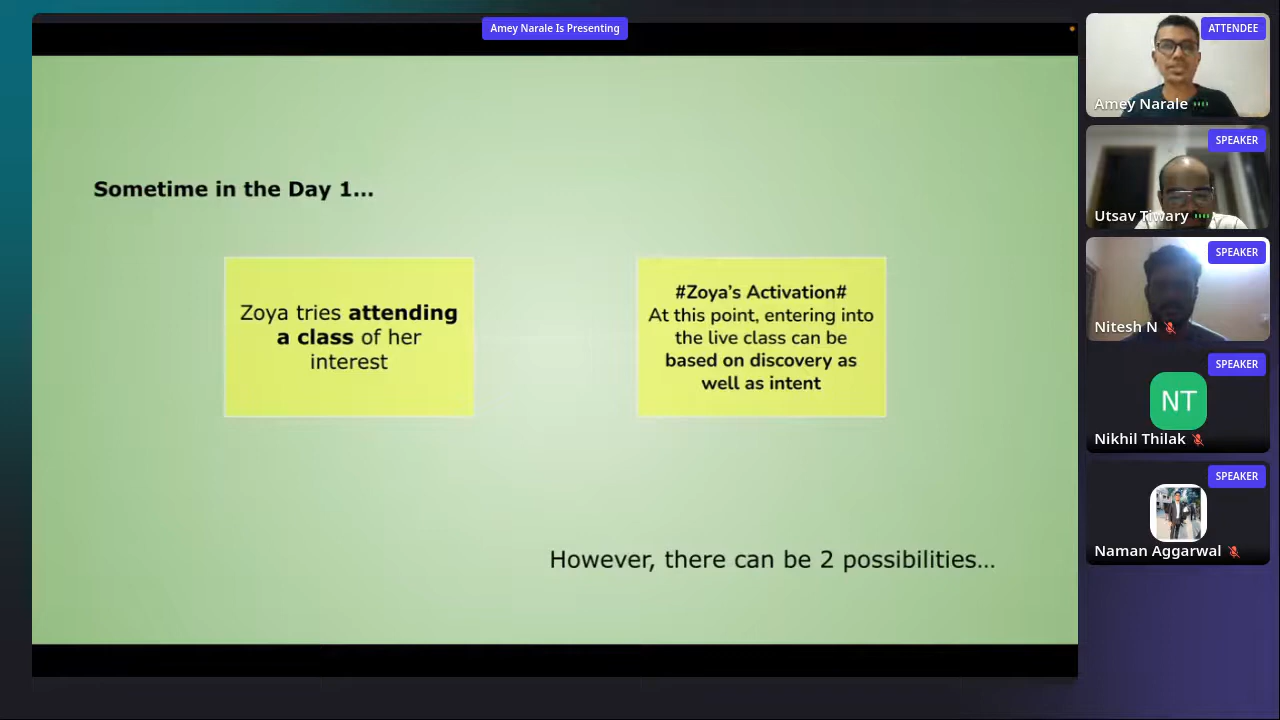 Amey Narale Is Presenting
Sometime in the Day 1...
Zoya tries attending
a class of her
interest
#Zoya’s Activation#
At this point, entering into
the live class can be
based on discovery as
well as intent
However, there can be 2 possibilities...
ATTENDEE
Amey Narale
SPEAKER
Utsav Tiwary
SPEAKER
Nitesh N
SPEAKER
NT
Nikhil Thilak
SPEAKER
Naman Aggarwal